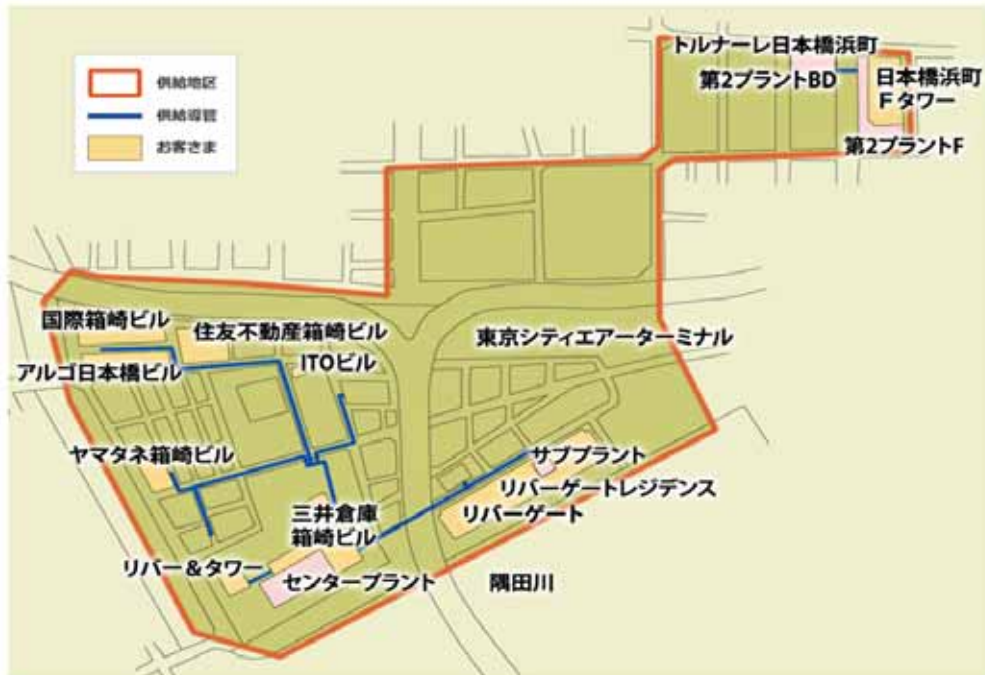 供給地区
供給導管
お客さま
トルナーレ日本橋浜町
第2プラントBD
日本橋浜町
Fタワー
第2プラントF
国際箱崎ビル
住友不動産箱崎ビル
東京シティエアーターミナル
アルゴ日本橋ビル
ITOビル
ヤマタネ箱崎ビル
サブプラント
リバーゲートレジデンス
リバーゲート
三井倉庫
箱崎ビル
リバー&タワー
センタープラント
隅田川